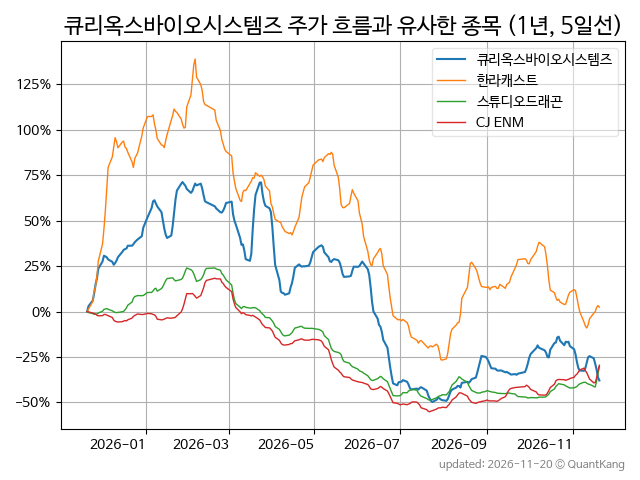 큐리옥스바이오시스템즈 주가 흐름과 유사한 종목 (1년, 5일선)
큐리옥스바이오시스템즈
한라캐스트
스튜디오드래곤
CJ ENM
125%
100%
75%
50%
25%
0%
−25%
−50%
2026-01
2026-03
2026-05
2026-07
2026-09
2026-11
updated: 2026-11-20 © QuantKang